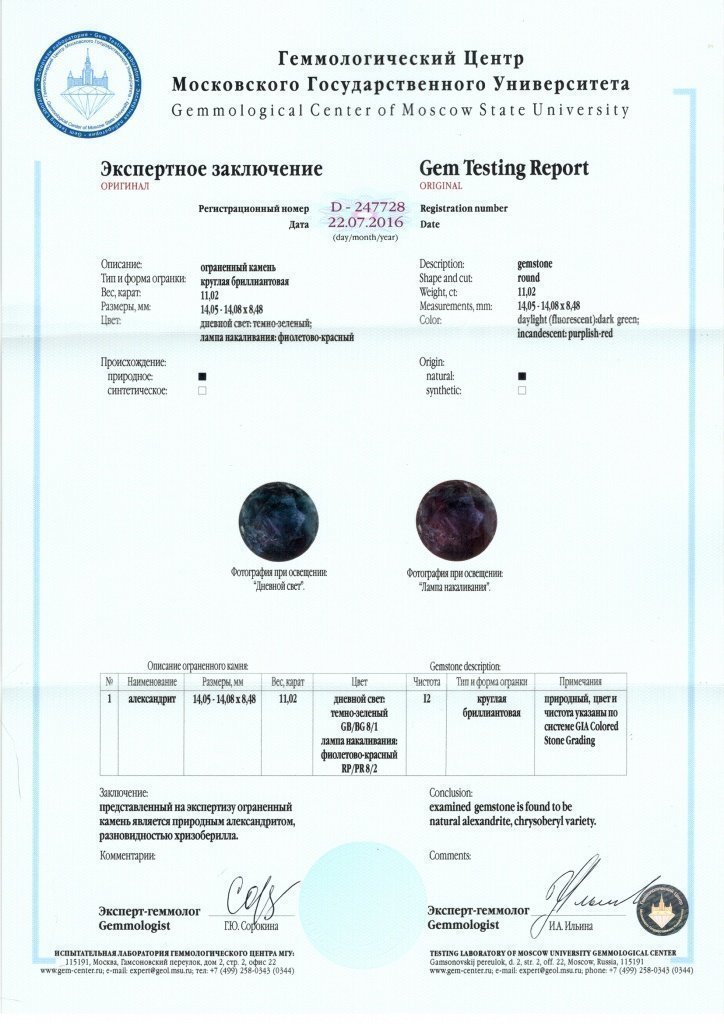 Геммологический Центр
Московского Государственного Университета
Gemmological Center of Moscow State University
Экспертное заключение
ОРИГИНАЛ
Gem Testing Report
ORIGINAL
Регистрационный номер D - 247728 Registration number
Дата 22.07.2016 Date
(day/month/year)
Описание: ограненный камень
Тип и форма огранки: круглая бриллиантовая
Вес, карат: 11,02
Размеры, мм: 14,05 - 14,08 x 8,48
Цвет: дневной свет: темно-зеленый;
лампа накаливания: фиолетово-красный
Происхождение:
природное: ■
синтетическое: □
Description: gemstone
Shape and cut: round
Weight, ct: 11,02
Measurements, mm: 14,05 - 14,08 x 8,48
Color: daylight (fluorescent):dark green;
incandescent: purplish-red
Origin:
natural: ■
synthetic: □
Фотография при освещении:
"Дневной свет".
Фотография при освещении:
"Лампа накаливания".
Описание ограненного камня: Gemstone description:
№ Наименование Размеры, мм Вес, карат Цвет Чистота Тип и форма огранки Примечания
1 александрит 14,05 - 14,08 x 8,48 11,02 дневной свет: I2 круглая природный, цвет и
темно-зеленый бриллиантовая чистота указаны по
GB/BG 8/1 системе GIA Colored
лампа накаливания: Stone Grading
фиолетово-красный
RP/PR 8/2
Заключение:
представленный на экспертизу ограненный
камень является природным александритом,
разновидностью хризоберилла.
Комментарии:
Conclusion:
examined gemstone is found to be
natural alexandrite, chrysoberyl variety.
Comments:
Эксперт-геммолог
Gemmologist Г.Ю. Сорокина
Эксперт-геммолог
Gemmologist И.А. Ильина
ИСПЫТАТЕЛЬНАЯ ЛАБОРАТОРИЯ ГЕММОЛОГИЧЕСКОГО ЦЕНТРА МГУ:
115191, Москва, Гамсоновский переулок, дом 2, стр. 2, офис 22
www.gem-center.ru; e-mail: expert@geol.msu.ru; тел: +7 (499) 258-0343 (0344)
TESTING LABORATORY OF MOSCOW UNIVERSITY GEMMOLOGICAL CENTER
Gamsonovskij pereulok, d. 2, str. 2, off. 22, Moscow, Russia, 115191
www.gem-center.ru; e-mail: expert@geol.msu.ru; phone: +7 (499) 258-0343 (0344)